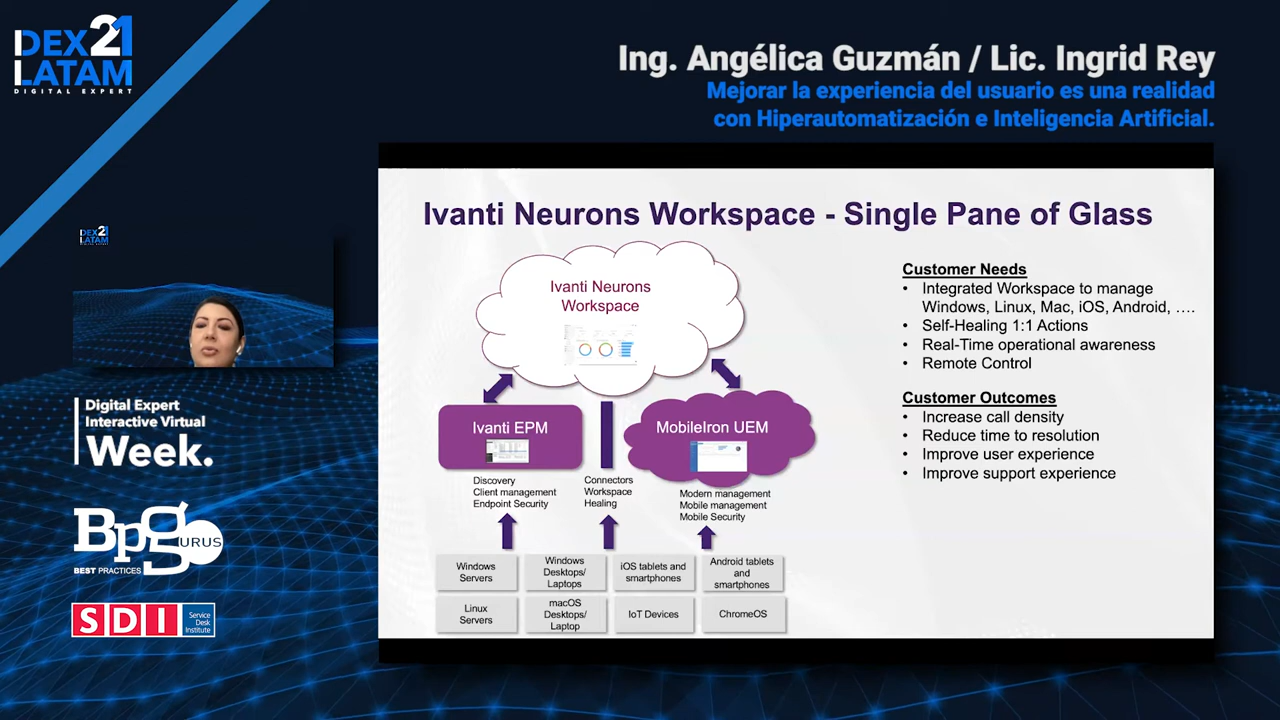 DEX21
LATAM
DIGITAL EXPERT
Ing. Angélica Guzmán / Lic. Ingrid Rey
Mejorar la experiencia del usuario es una realidad
con Hiperautomatización e Inteligencia Artificial.
DEX21
LATAM
Digital Expert
Interactive Virtual
Week.
BpgURUS
BEST PRACTICES
SDI
Service
Desk
Institute
Ivanti Neurons Workspace - Single Pane of Glass
Ivanti Neurons
Workspace
Ivanti EPM
MobileIron UEM
Discovery
Client management
Endpoint Security
Connectors
Workspace
Healing
Modern management
Mobile management
Mobile Security
Windows
Servers
Windows
Desktops/
Laptops
iOS tablets and
smartphones
Android tablets
and
smartphones
Linux
Servers
macOS
Desktops/
Laptop
IoT Devices
ChromeOS
Customer Needs
• Integrated Workspace to manage
Windows, Linux, Mac, iOS, Android, ….
• Self-Healing 1:1 Actions
• Real-Time operational awareness
• Remote Control
Customer Outcomes
• Increase call density
• Reduce time to resolution
• Improve user experience
• Improve support experience